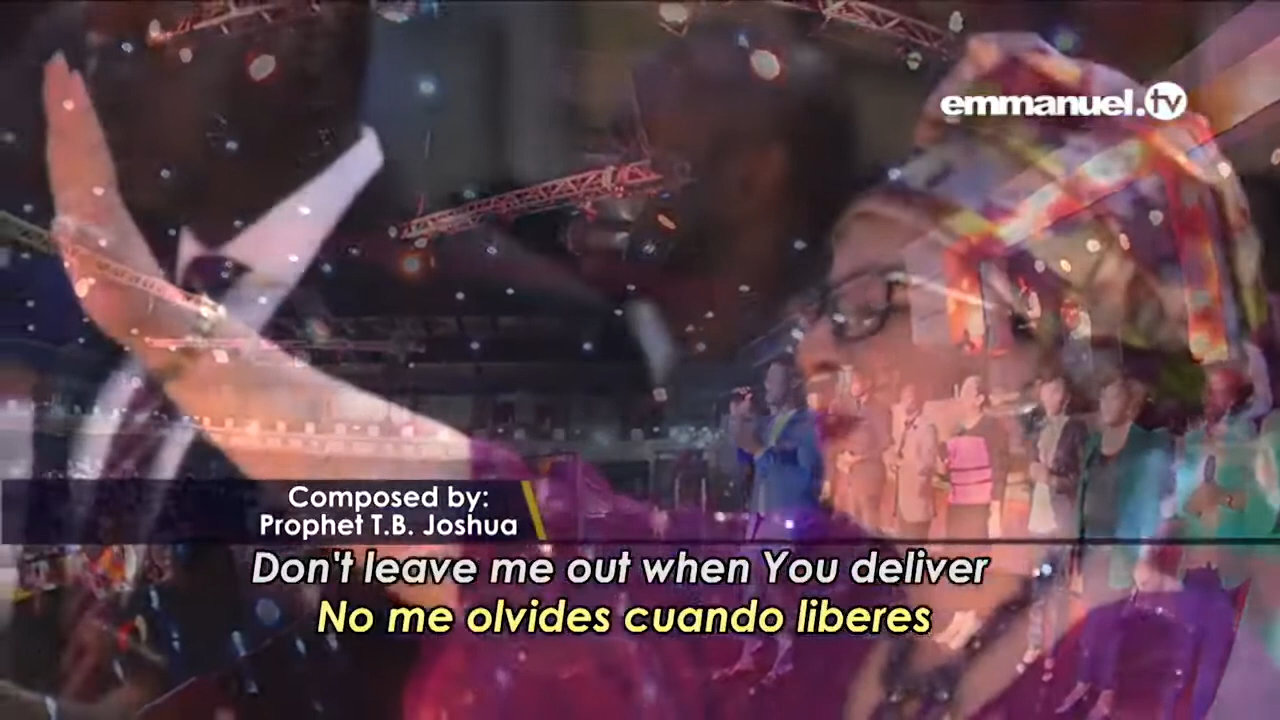 emmanuel.tv
Composed by:
Prophet T.B. Joshua
Don't leave me out when You deliver
No me olvides cuando liberes